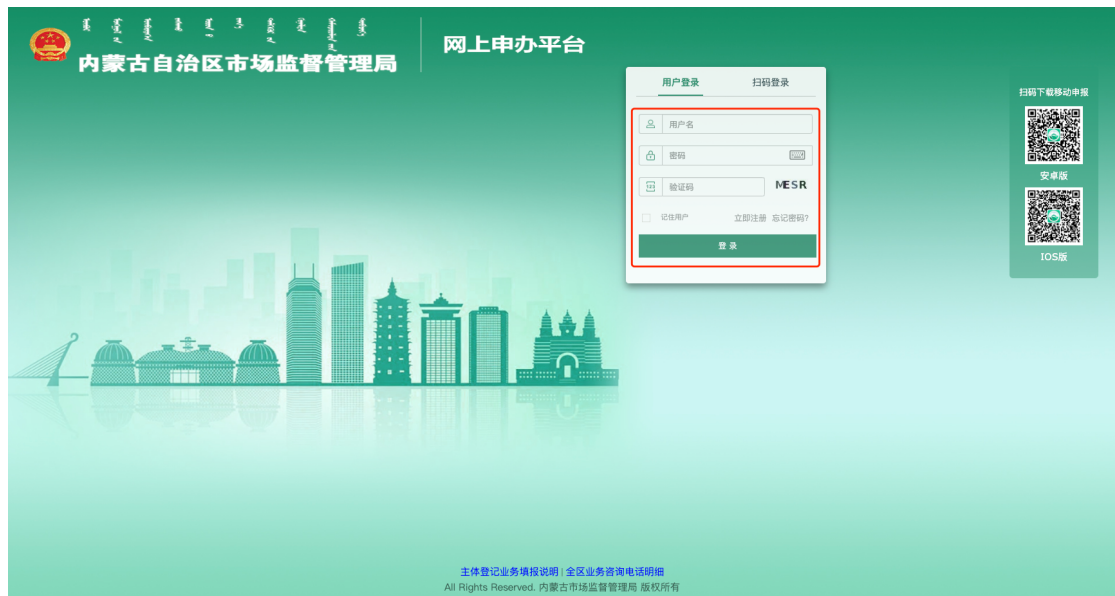 内蒙古自治区市场监督管理局
网上申办平台
用户登录 扫码登录
用户名
密码
验证码 MESR
记住用户 立即注册 忘记密码?
登 录
扫码下载移动申报
安卓版
IOS版
主体登记业务填报说明 | 全区业务咨询电话明细
All Rights Reserved. 内蒙古市场监督管理局 版权所有